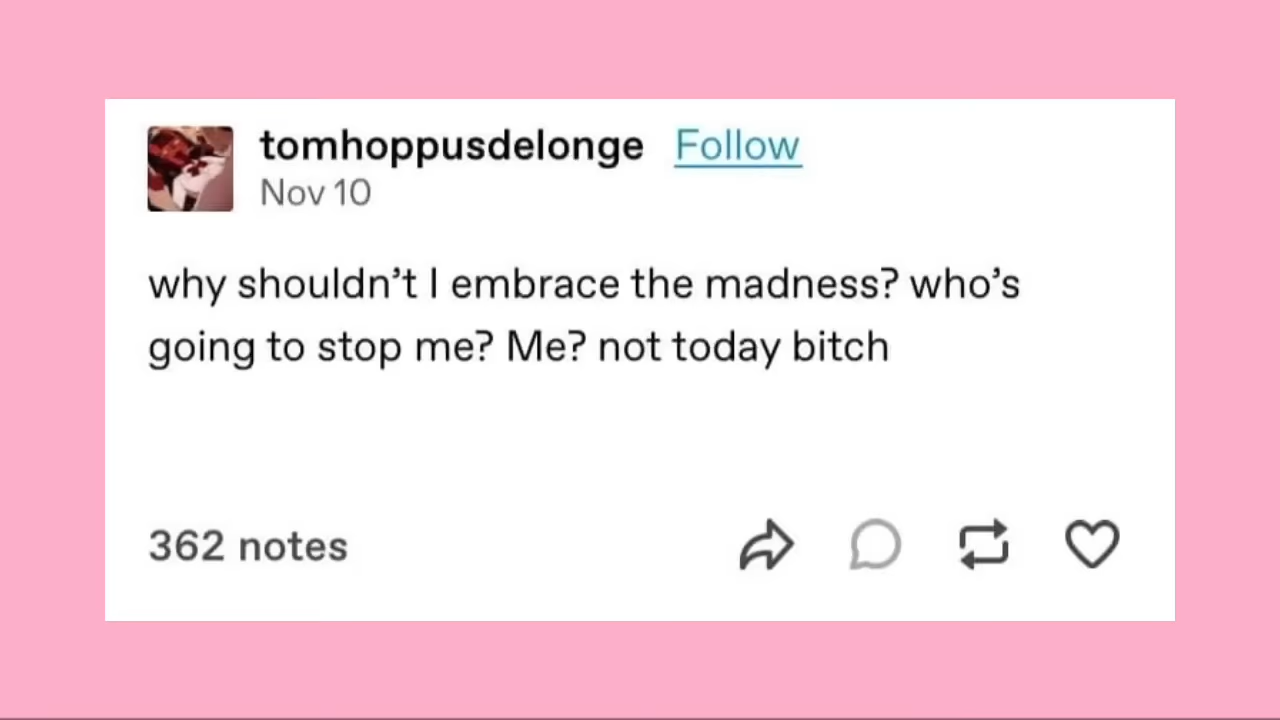 tomhoppusdelonge Follow
Nov 10
why shouldn’t I embrace the madness? who’s
going to stop me? Me? not today bitch
362 notes